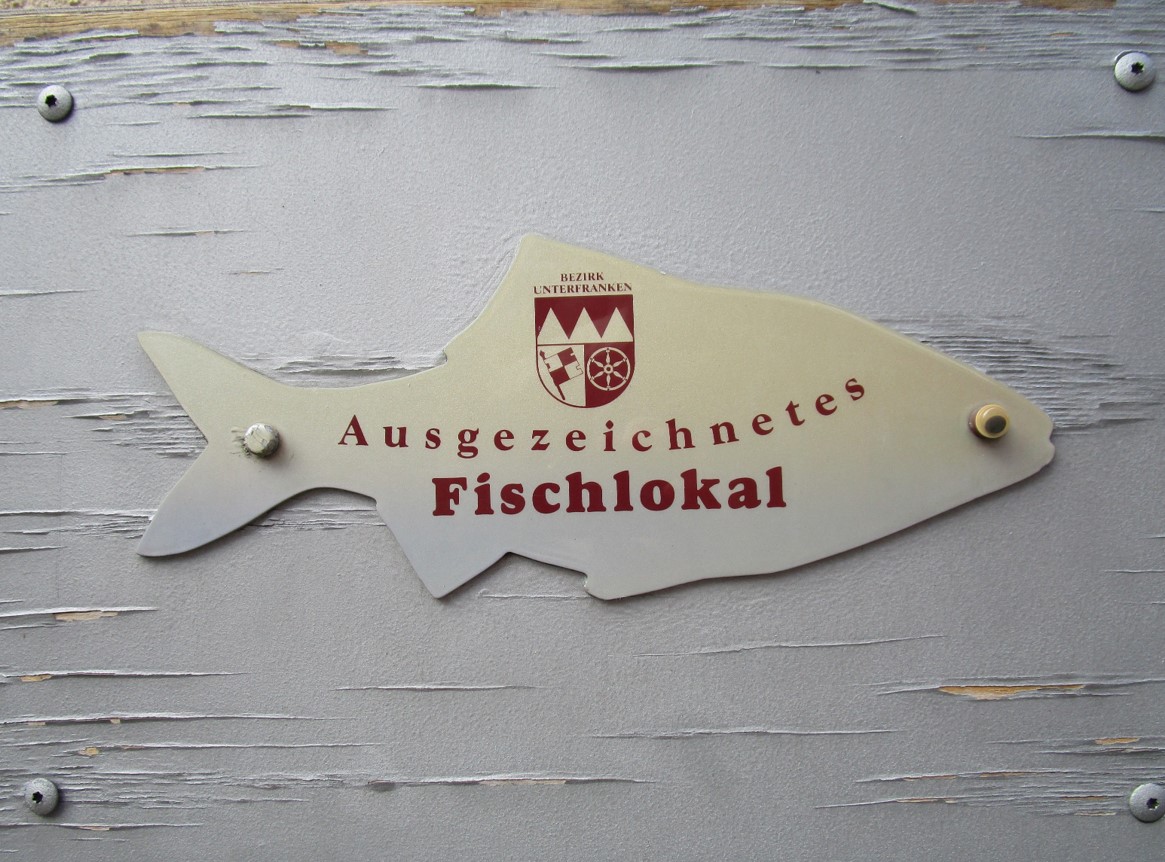 BEZIRK
UNTERFRANKEN
Ausgezeichnetes
Fischlokal